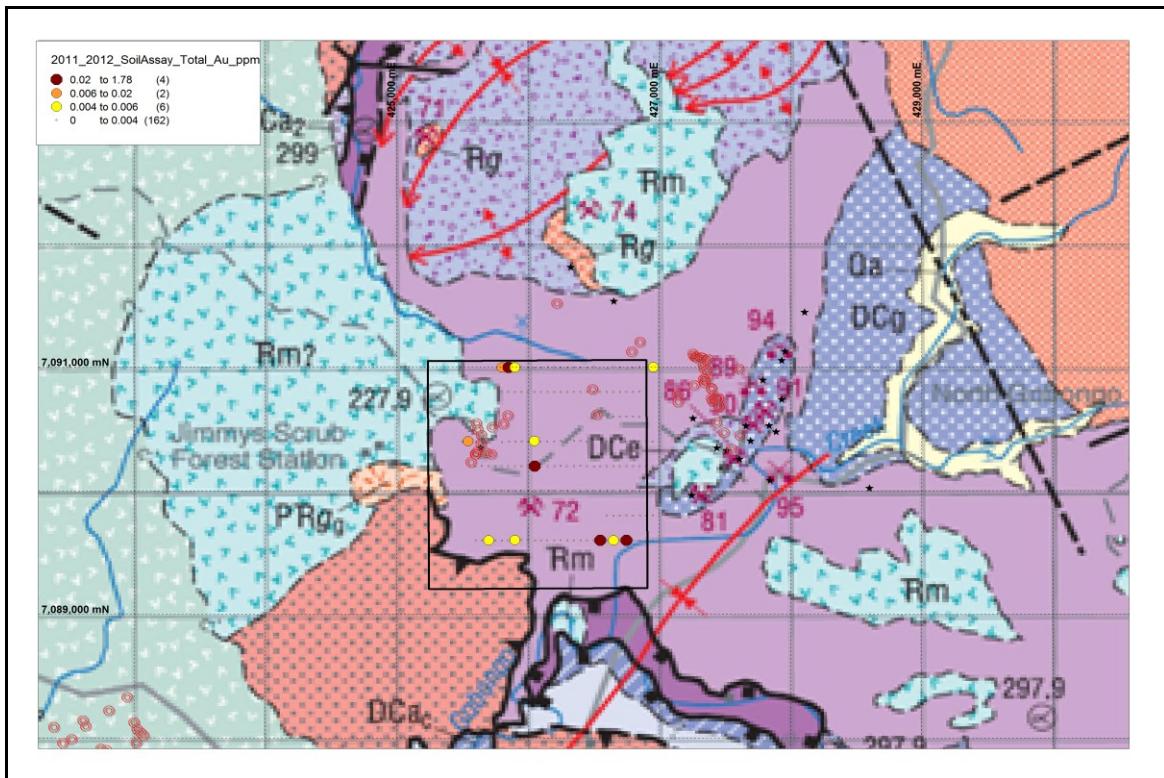 2011_2012_SoilAssay_Total_Au_ppm
0.02 to 1.78 (4)
0.006 to 0.02 (2)
0.004 to 0.006 (6)
0 to 0.004 (162)
425,000 mE
427,000 mE
429,000 mE
71
Ca₂
299
Rg
Rm
74
Rg
Qa
DCg
94
7,091,000 mN
Rm?
89
86
91
90
227.9
Jimmys Scrub
Forest Station
DCe
PRgg
72
81
95
Rm
Rm
7,089,000 mN
297.9
DCac
297.9